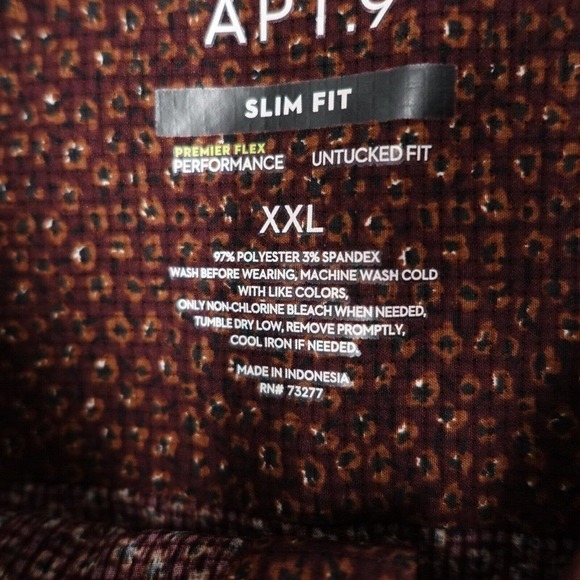 APT.9
SLIM FIT
PREMIER FLEX
PERFORMANCE
UNTUCKED FIT
XXL
97% POLYESTER 3% SPANDEX
WASH BEFORE WEARING, MACHINE WASH COLD
WITH LIKE COLORS,
ONLY NON-CHLORINE BLEACH WHEN NEEDED,
TUMBLE DRY LOW, REMOVE PROMPTLY,
COOL IRON IF NEEDED.
MADE IN INDONESIA
RN# 73277